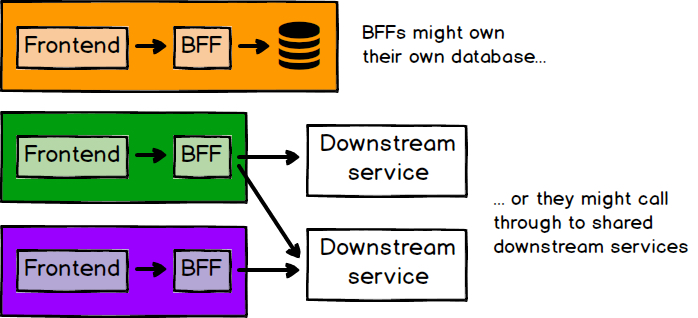 Frontend
BFF
BFFs might own
their own database...
Frontend
BFF
Downstream
service
... or they might call
through to shared
downstream services
Frontend
BFF
Downstream
service